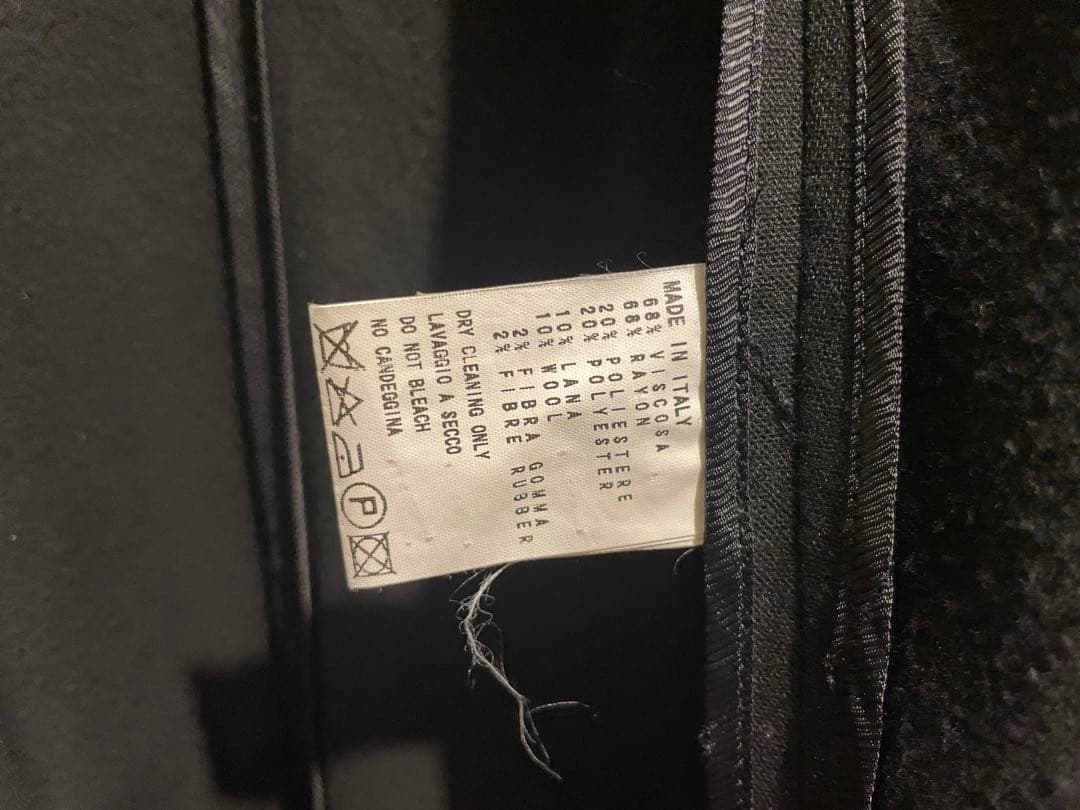 MADE IN ITALY
68% VISCOSA
68% RAYON
20% POLIESTERE
20% POLYESTER
10% LANA
10% WOOL
2% FIBRA GOMMA
2% FIBRE RUBBER
DRY CLEANING ONLY
LAVAGGIO A SECCO
DO NOT BLEACH
NO CANDEGGINA
P